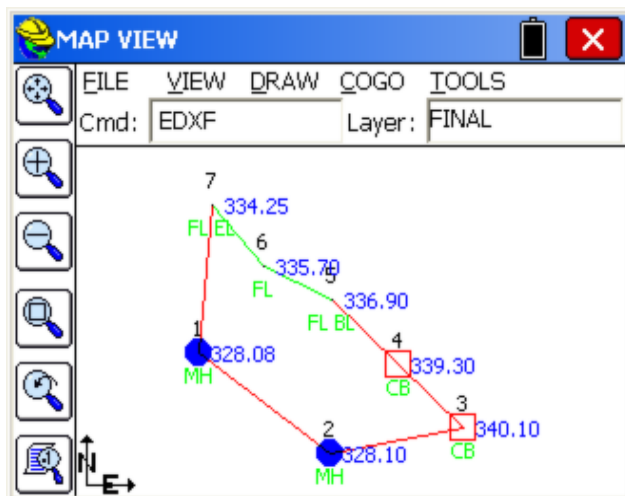 MAP VIEW
FILE VIEW DRAW COGO TOOLS
Cmd: EDXF Layer: FINAL
7
334.25
FL EL
6
335.70
FL
5
336.90
FL BL
4
339.30
CB
3
340.10
CB
1
328.08
MH
2
328.10
MH
N
E